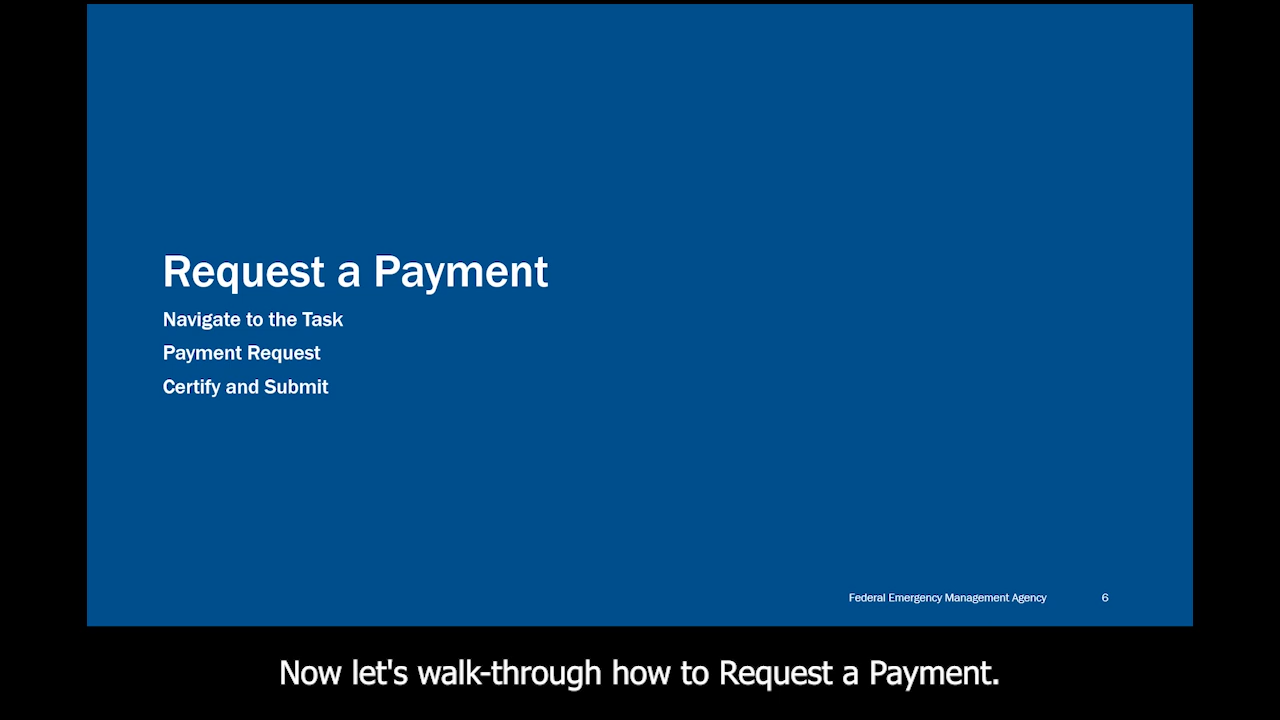 Request a Payment
Navigate to the Task
Payment Request
Certify and Submit
Federal Emergency Management Agency 6
Now let's walk-through how to Request a Payment.